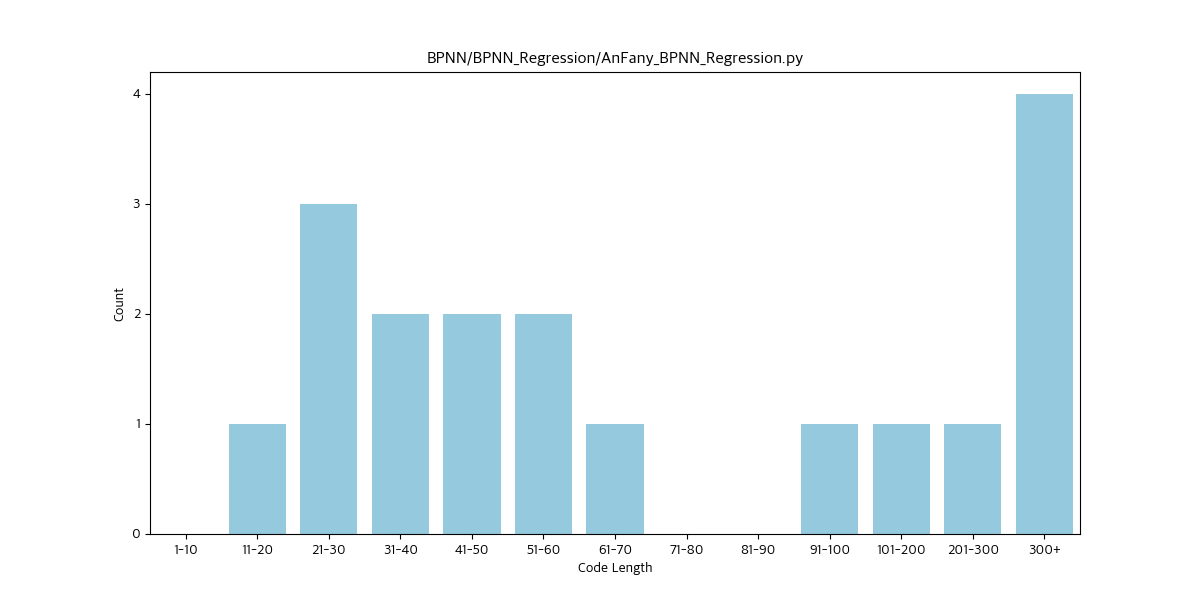 BPNN/BPNN_Regression/AnFany_BPNN_Regression.py
4
3
2
1
0
Count
1-10 11-20 21-30 31-40 41-50 51-60 61-70 71-80 81-90 91-100 101-200 201-300 300+
Code Length